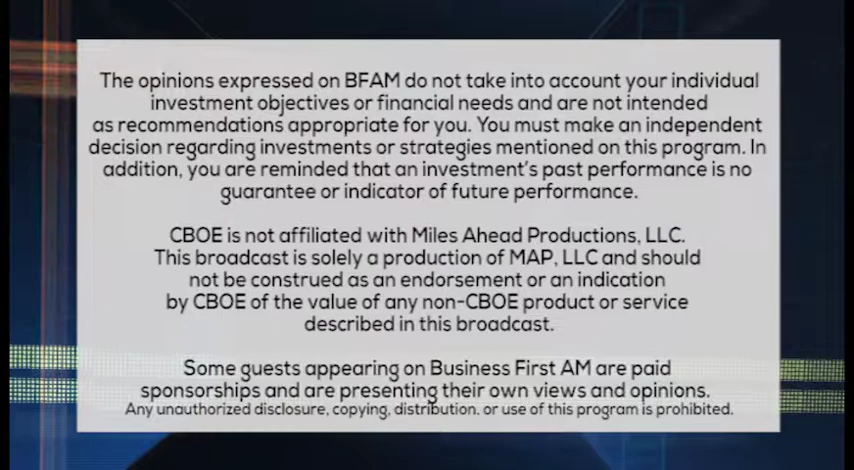 The opinions expressed on BFAM do not take into account your individual
investment objectives or financial needs and are not intended
as recommendations appropriate for you. You must make an independent
decision regarding investments or strategies mentioned on this program. In
addition, you are reminded that an investment's past performance is no
guarantee or indicator of future performance.
CBOE is not affiliated with Miles Ahead Productions, LLC.
This broadcast is solely a production of MAP, LLC and should
not be construed as an endorsement or an indication
by CBOE of the value of any non-CBOE product or service
described in this broadcast.
Some guests appearing on Business First AM are paid
sponsorships and are presenting their own views and opinions.
Any unauthorized disclosure, copying, distribution. or use of this program is prohibited.